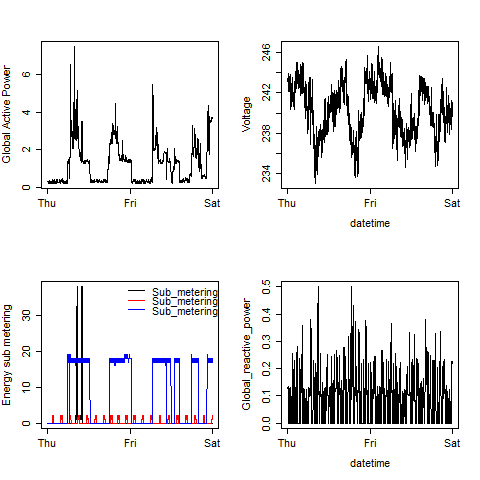 Global Active Power
0 2 4 6
Thu Fri Sat
Voltage
234 238 242 246
Thu Fri Sat
datetime
Energy sub metering
0 10 20 30
Sub_metering
Sub_metering
Sub_metering
Thu Fri Sat
Global_reactive_power
0.0 0.1 0.2 0.3 0.4 0.5
Thu Fri Sat
datetime